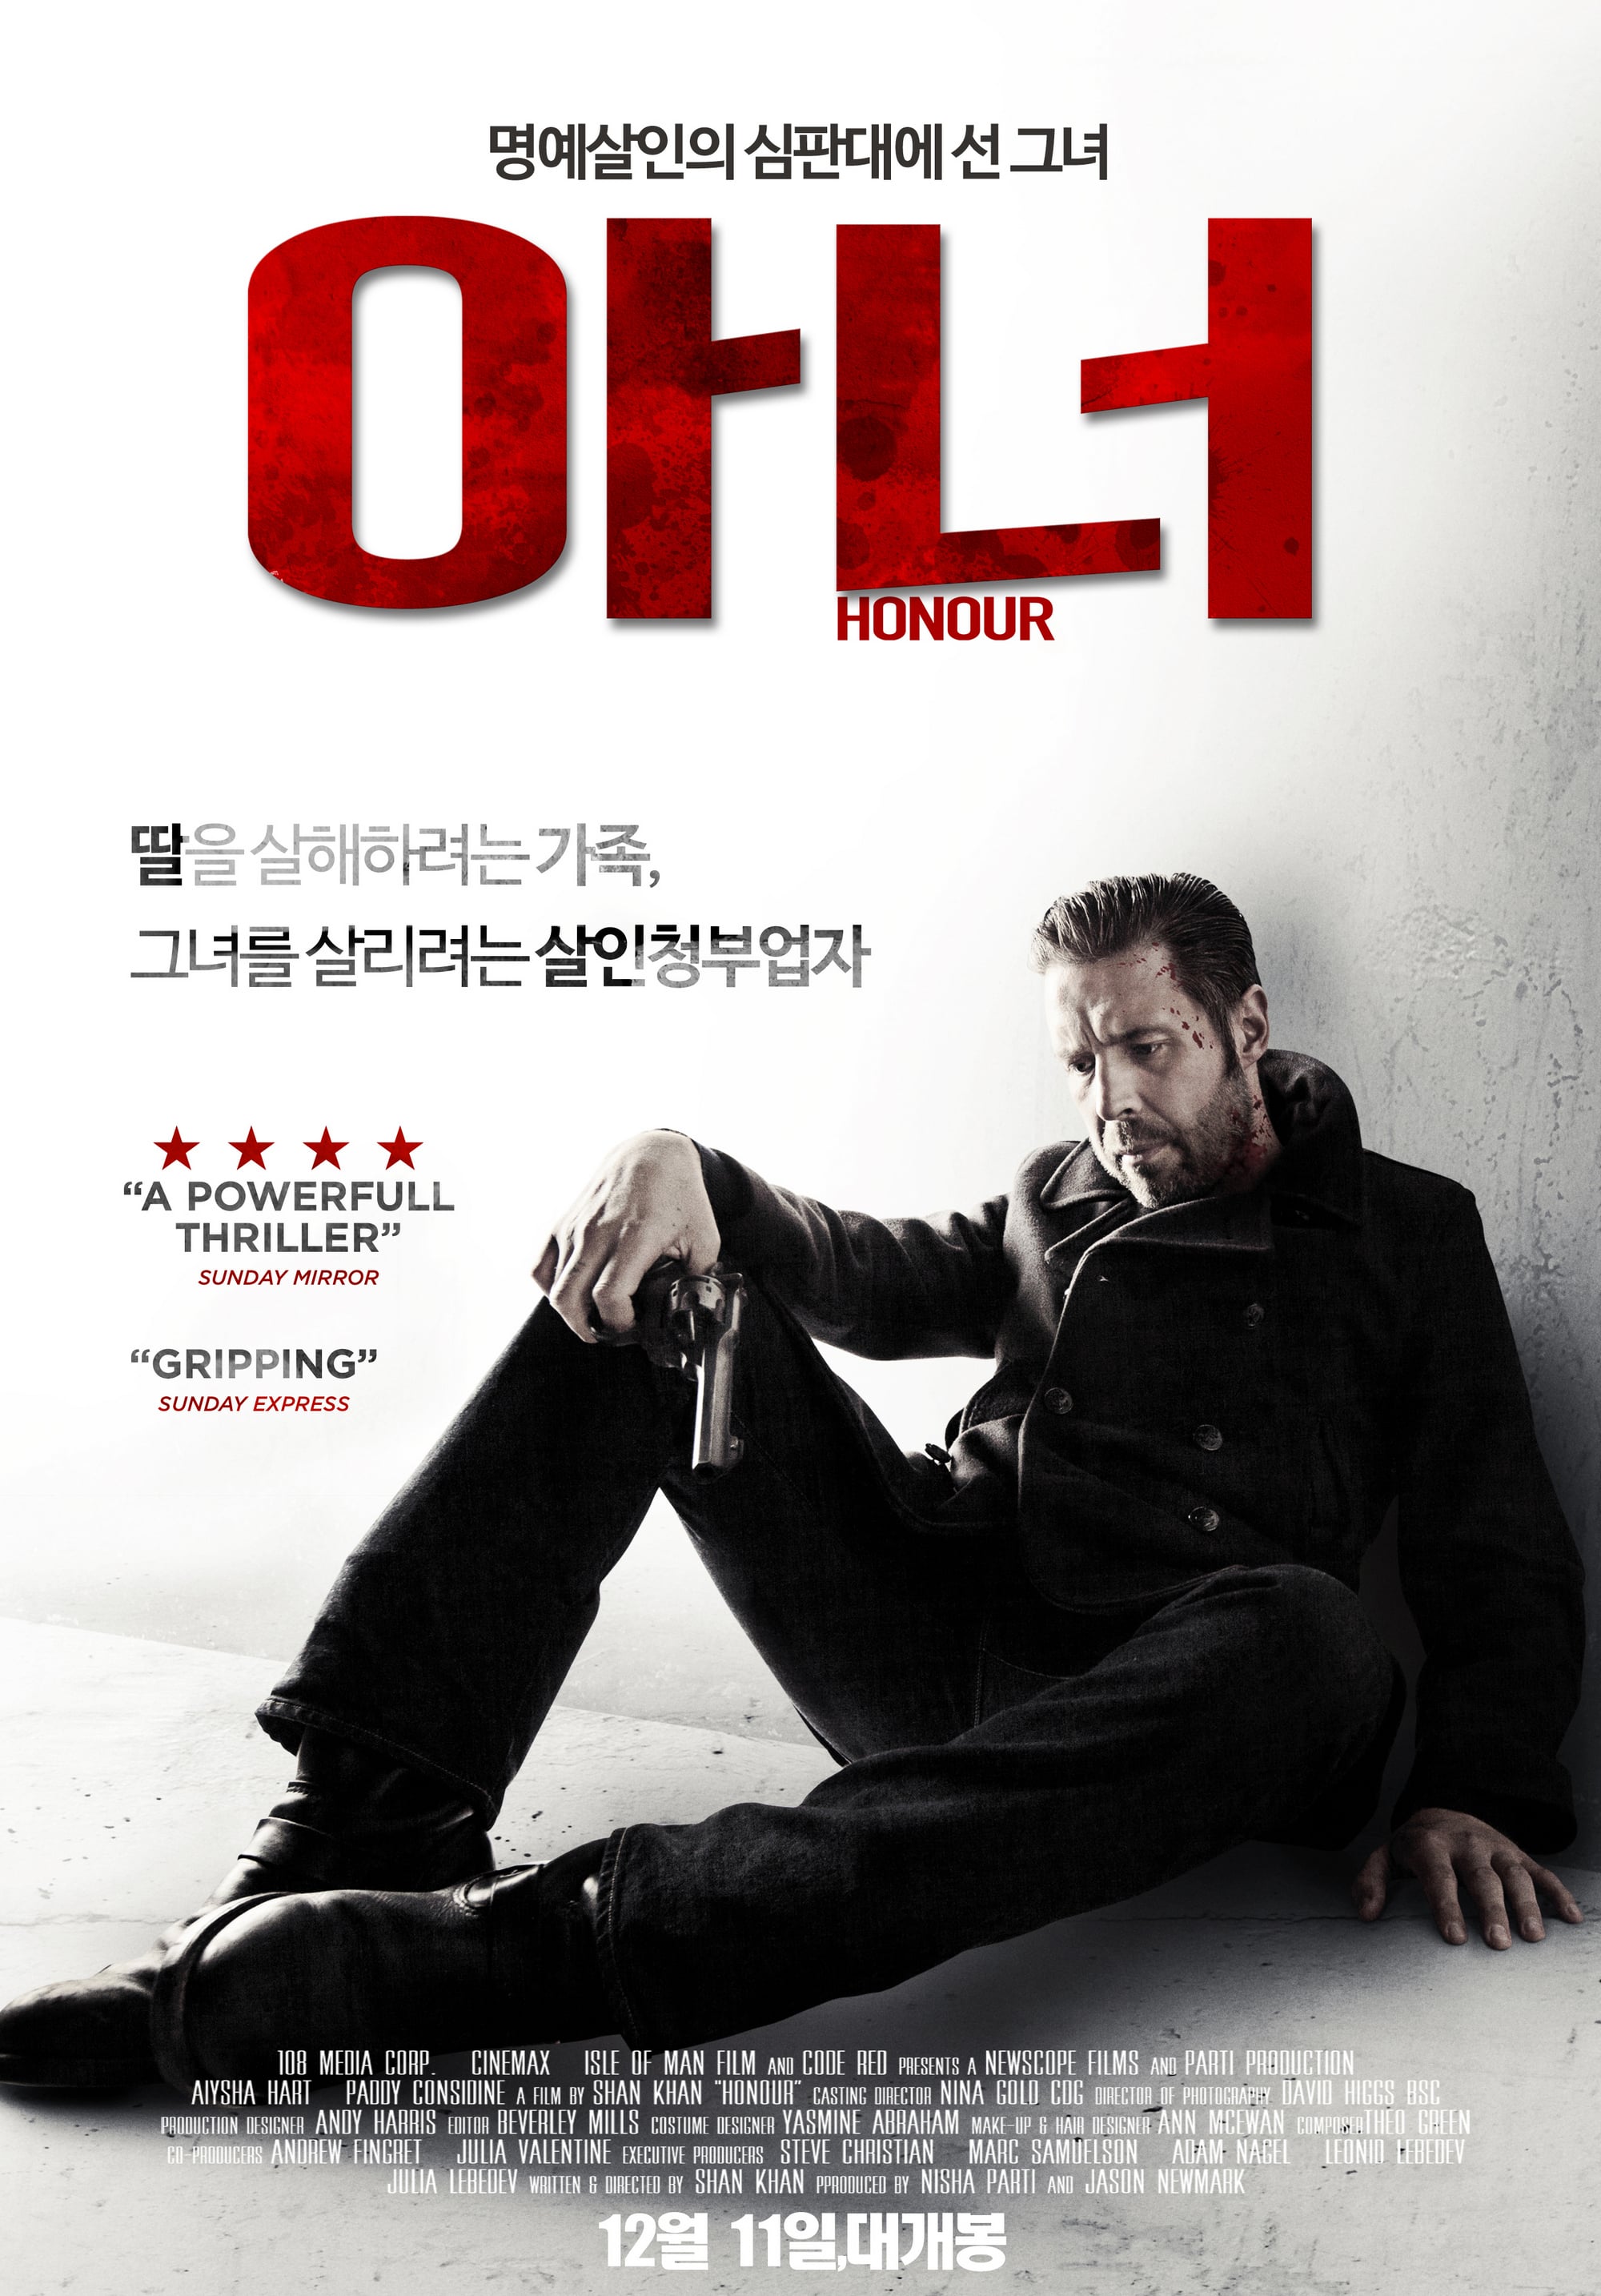 명예살인의 심판대에 선 그녀
아너
HONOUR
딸을 살해하려는 가족,
그녀를 살리려는 살인청부업자
★ ★ ★ ★
“A POWERFULL
THRILLER”
SUNDAY MIRROR
“GRIPPING”
SUNDAY EXPRESS
108 MEDIA CORP. CINEMAX ISLE OF MAN FILM AND CODE RED PRESENTS A NEWSCOPE FILMS AND PARTI PRODUCTION
AIYSHA HART PADDY CONSIDINE A FILM BY SHAN KHAN "HONOUR" CASTING DIRECTOR NINA GOLD CDG DIRECTOR OF PHOTOGRAPHY DAVID HIGGS BSC
PRODUCTION DESIGNER ANDY HARRIS EDITOR BEVERLEY MILLS COSTUME DESIGNER YASMINE ABRAHAM MAKE-UP & HAIR DESIGNER ANN MCEWAN COMPOSER THEO GREEN
CO-PRODUCERS ANDREW FINGRET JULIA VALENTINE EXECUTIVE PRODUCERS STEVE CHRISTIAN MARC SAMUELSON ADAM NAGEL LEONID LEBEDEV
JULIA LEBEDEV WRITTEN & DIRECTED BY SHAN KHAN PPRODUCED BY NISHA PARTI AND JASON NEWMARK
12월 11일,대개봉